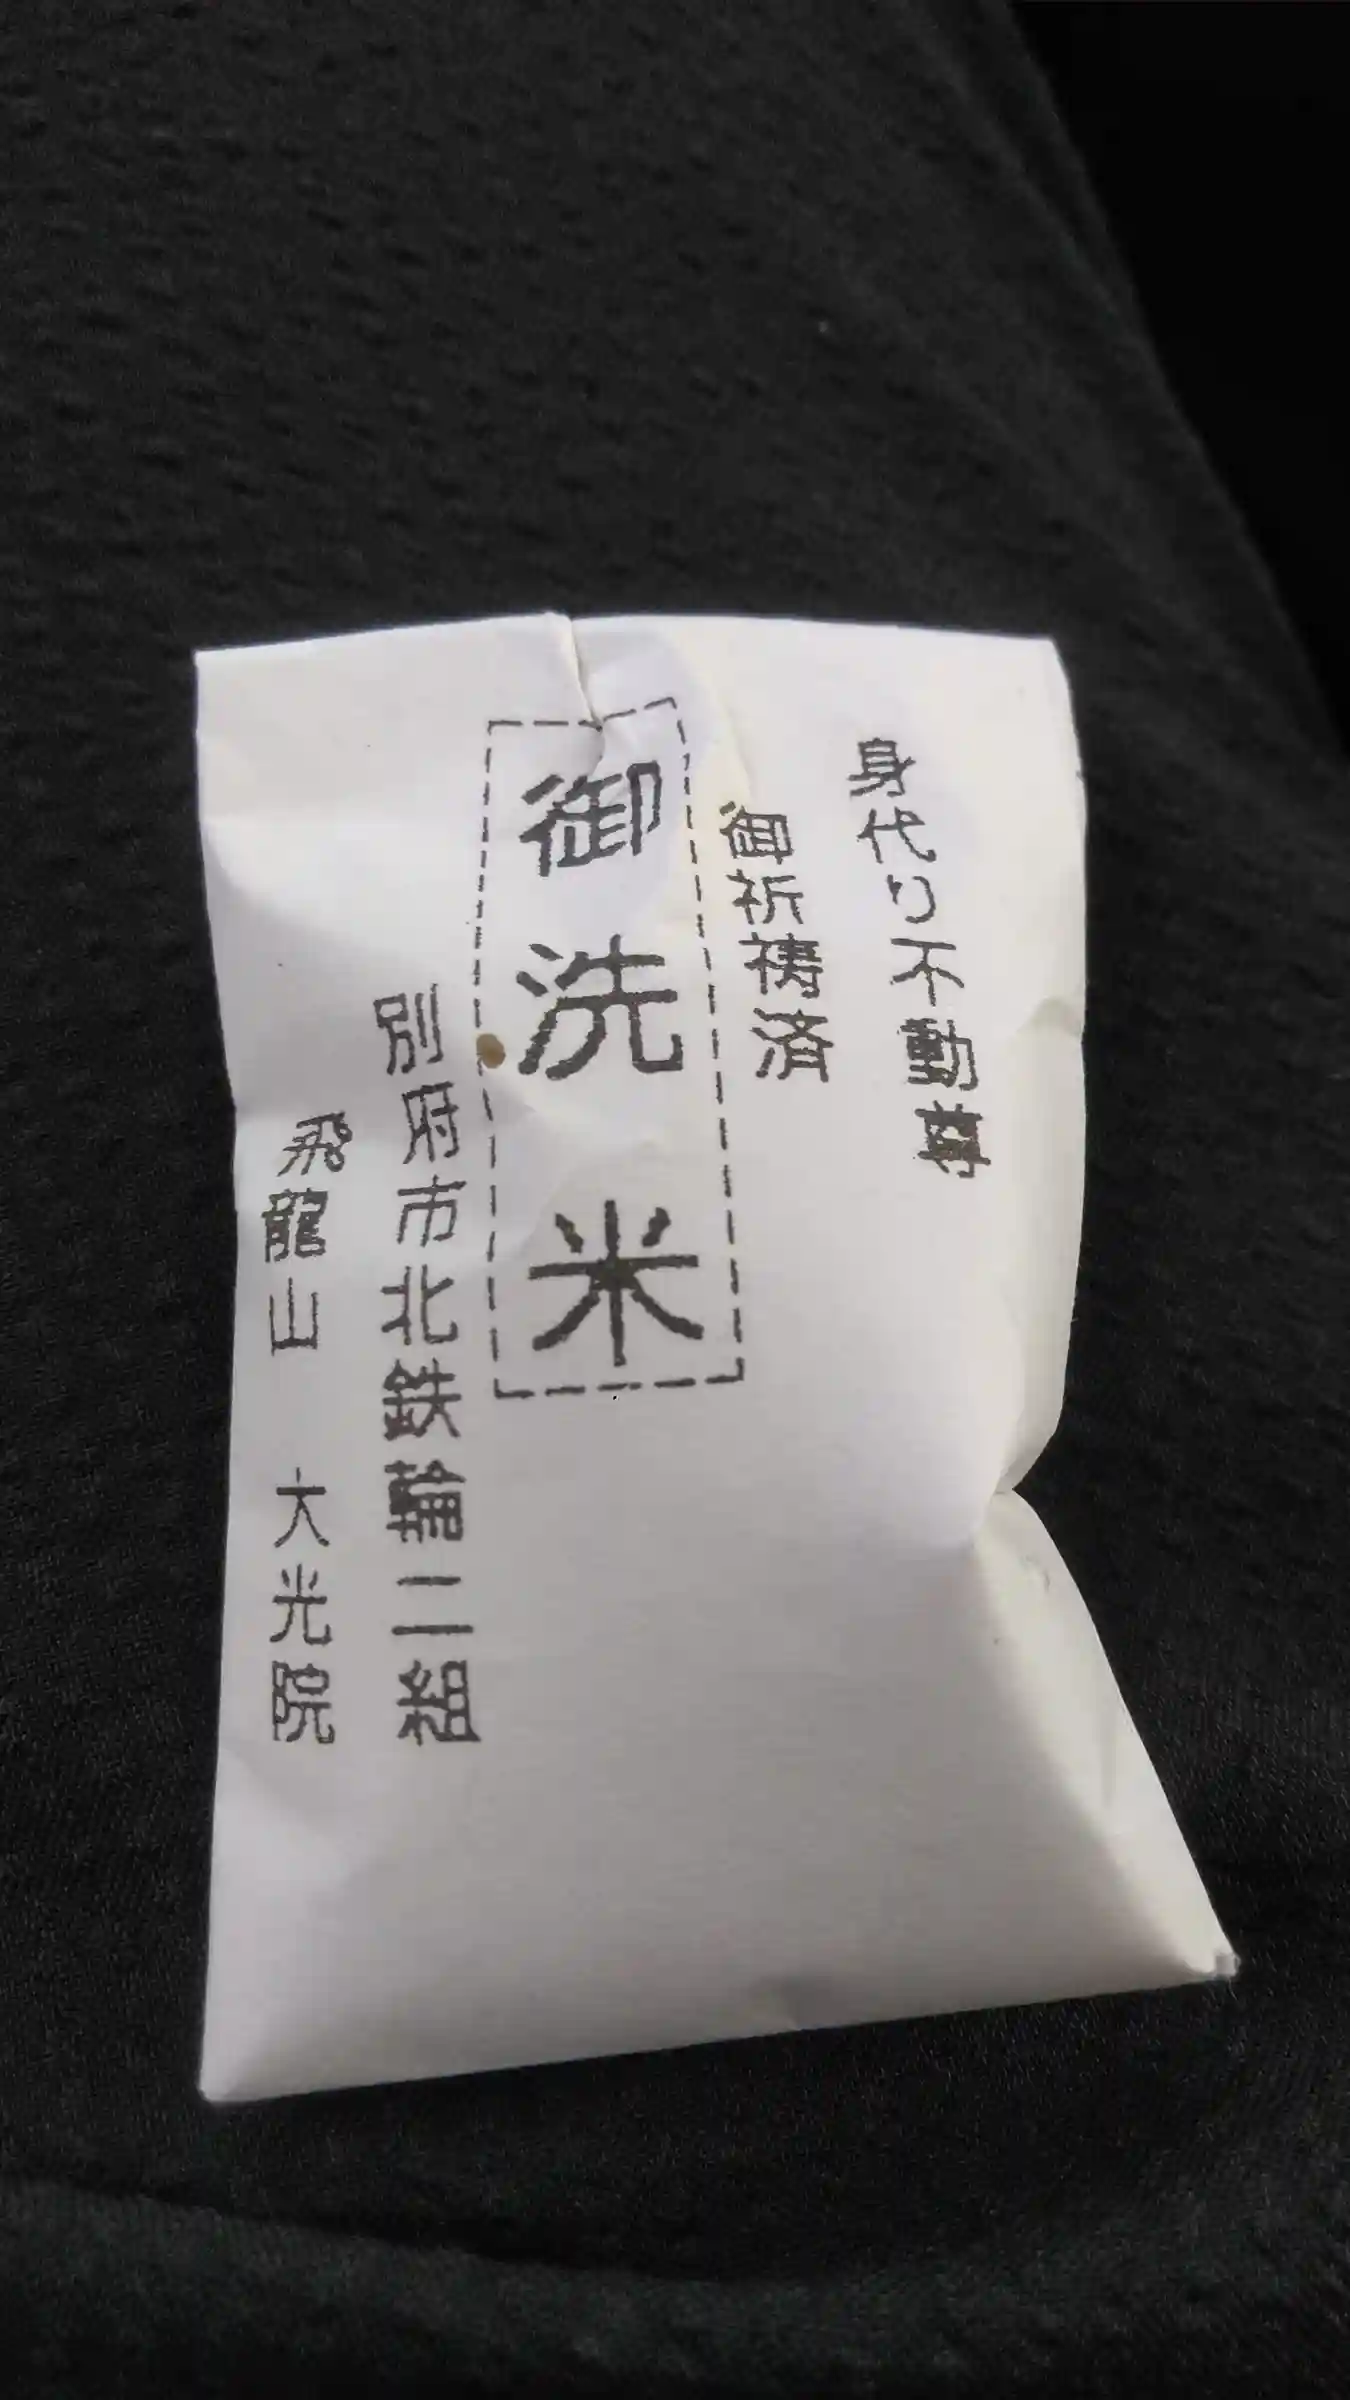 身代り不動尊
御祈祷済
御洗米
別府市北鉄輪二組
飛龍山 大光院